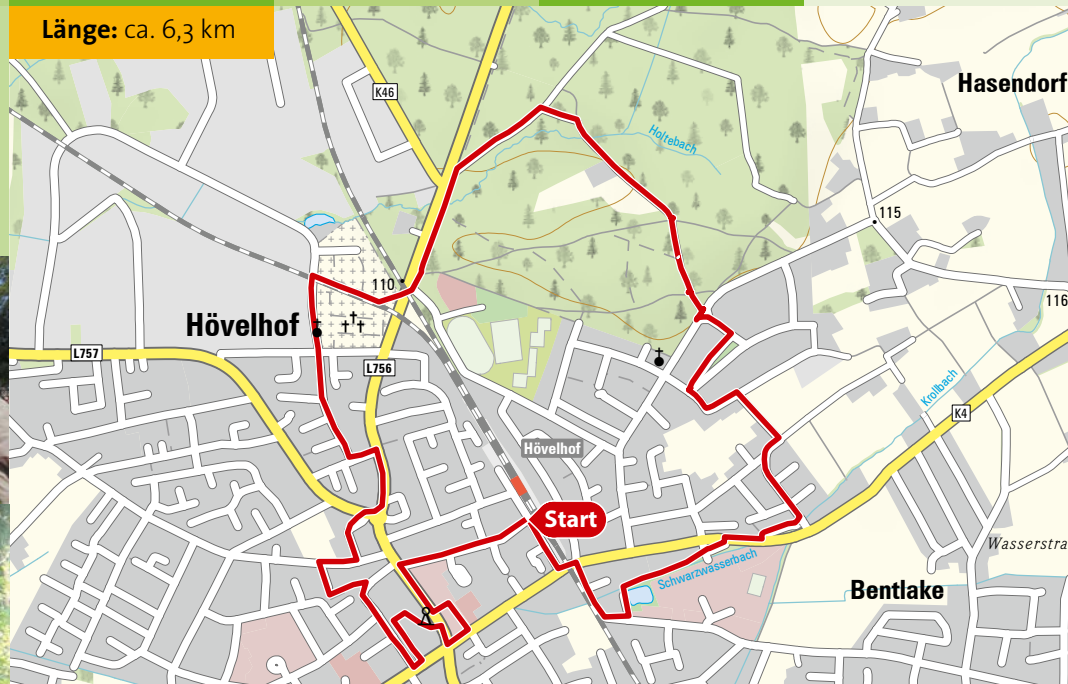 Länge: ca. 6,3 km
K46
Hasendorf
Holtebach
115
110
116
Hövelhof
L757
L756
Krollbach
K4
Hövelhof
Start
Wasserstra
Schwarzwasserbach
Bentlake